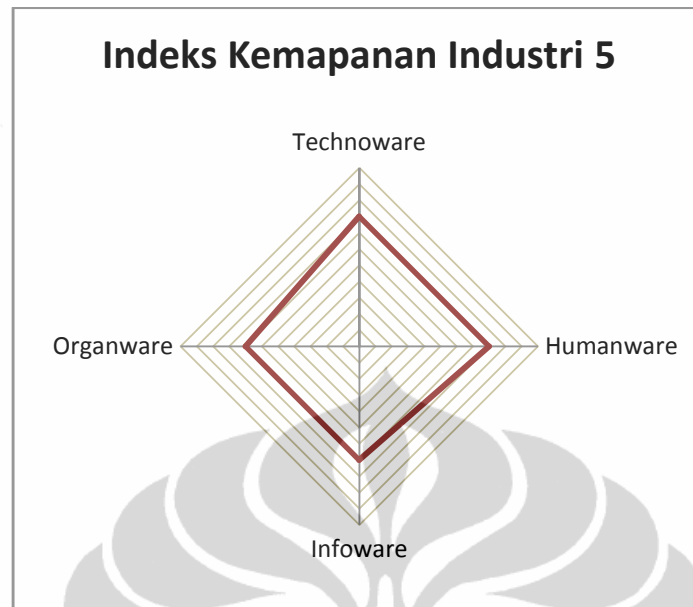 Indeks Kemapanan Industri 5
Technoware
Organware
Humanware
Infoware